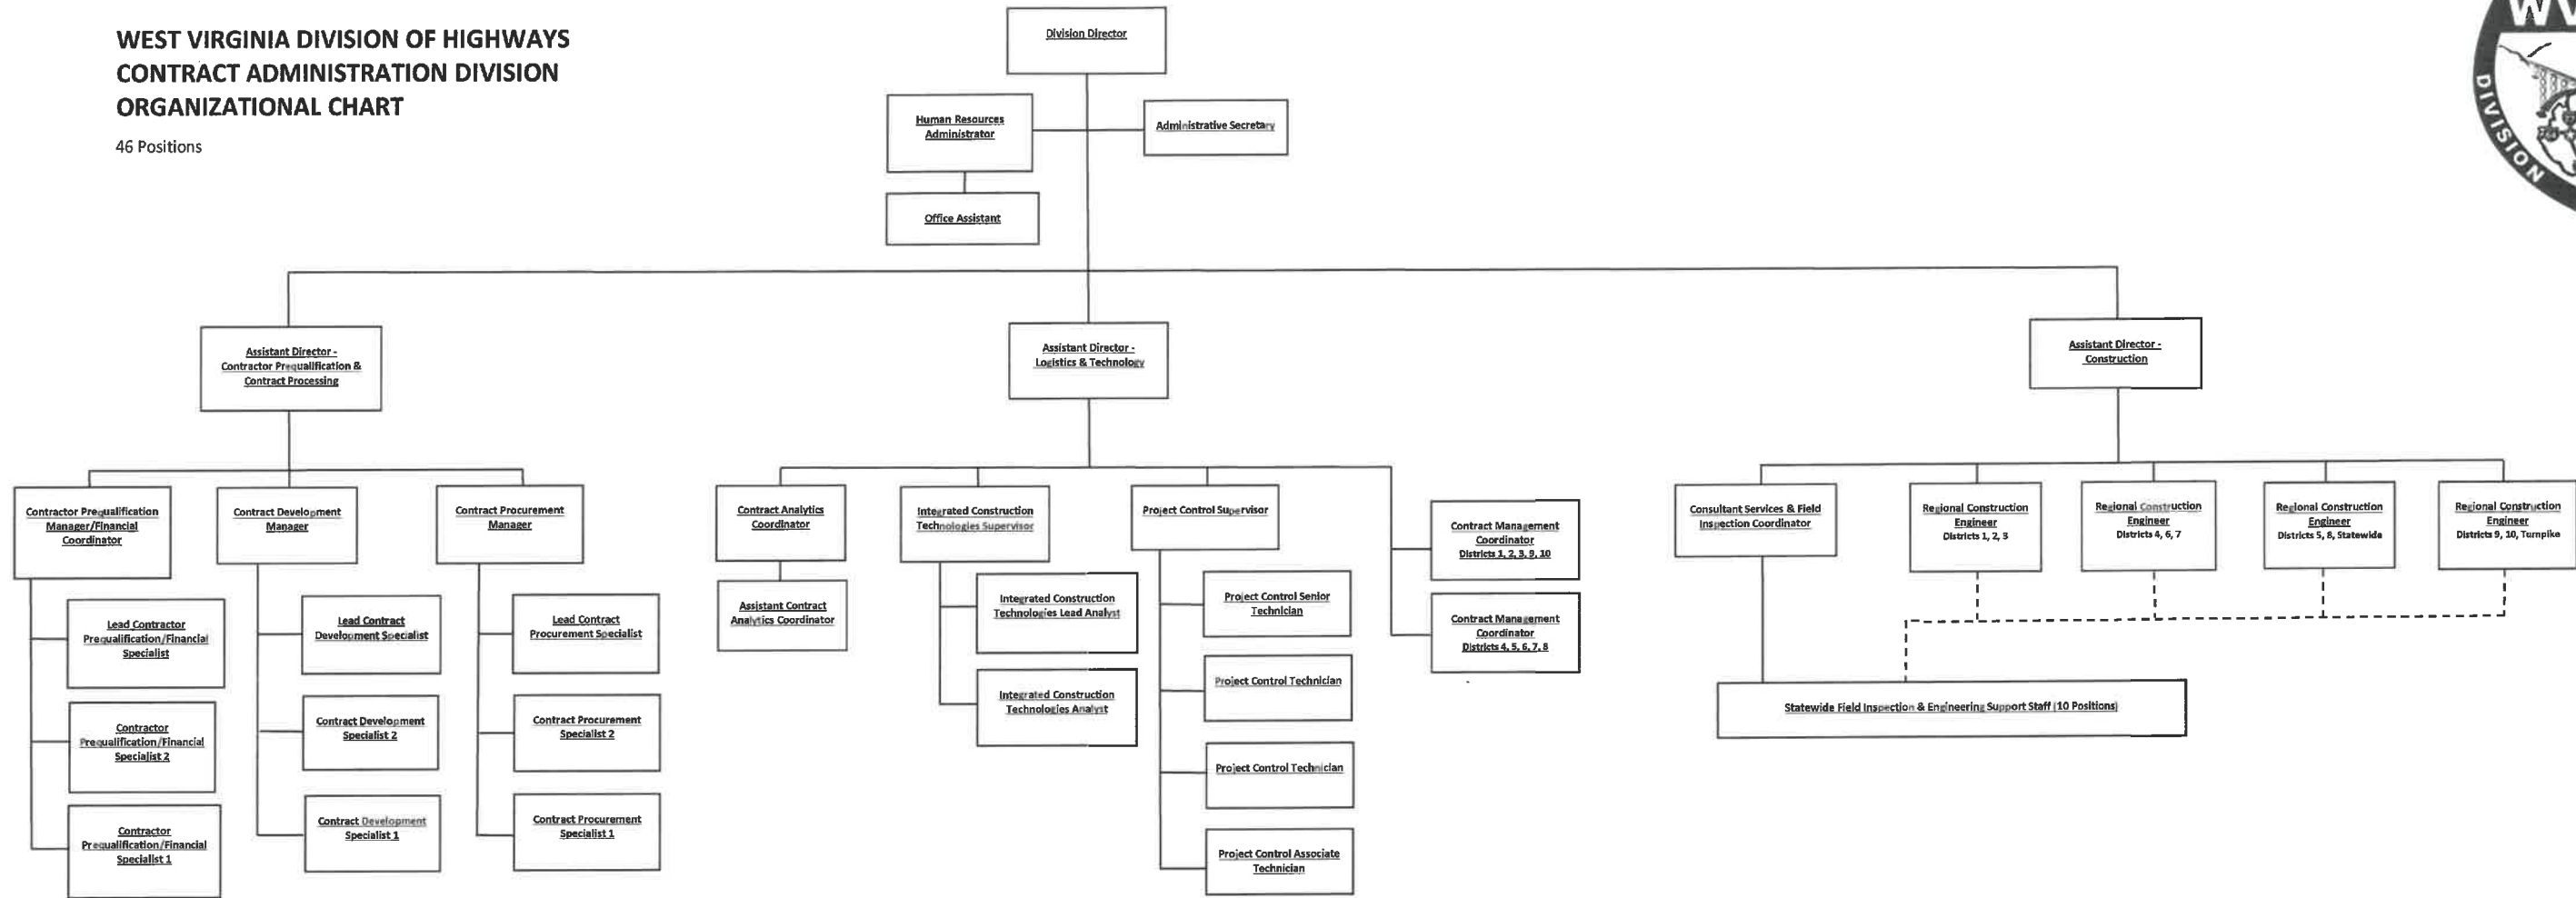 WEST VIRGINIA DIVISION OF HIGHWAYS
CONTRACT ADMINISTRATION DIVISION
ORGANIZATIONAL CHART
46 Positions
DIVISION
Division Director
Human Resources
Administrator
Administrative Secretary
Office Assistant
Assistant Director -
Contractor Prequalification &
Contract Processing
Assistant Director -
Logistics & Technology
Assistant Director -
Construction
Contractor Prequalification
Manager/Financial
Coordinator
Contract Development
Manager
Contract Procurement
Manager
Contract Analytics
Coordinator
Integrated Construction
Technologies Supervisor
Project Control Supervisor
Contract Management
Coordinator
Districts 1, 2, 3, 9, 10
Consultant Services & Field
Inspection Coordinator
Regional Construction
Engineer
Districts 1, 2, 3
Regional Construction
Engineer
Districts 4, 6, 7
Regional Construction
Engineer
Districts 5, 8, Statewide
Regional Construction
Engineer
Districts 9, 10, Turnpike
Lead Contractor
Prequalification/Financial
Specialist
Lead Contract
Development Specialist
Lead Contract
Procurement Specialist
Assistant Contract
Analytics Coordinator
Integrated Construction
Technologies Lead Analyst
Project Control Senior
Technician
Contract Management
Coordinator
Districts 4, 5, 6, 7, 8
Contractor
Prequalification/Financial
Specialist 2
Contract Development
Specialist 2
Contract Procurement
Specialist 2
Integrated Construction
Technologies Analyst
Project Control Technician
Statewide Field Inspection & Engineering Support Staff (10 Positions)
Project Control Technician
Contractor
Prequalification/Financial
Specialist 1
Contract Development
Specialist 1
Contract Procurement
Specialist 1
Project Control Associate
Technician